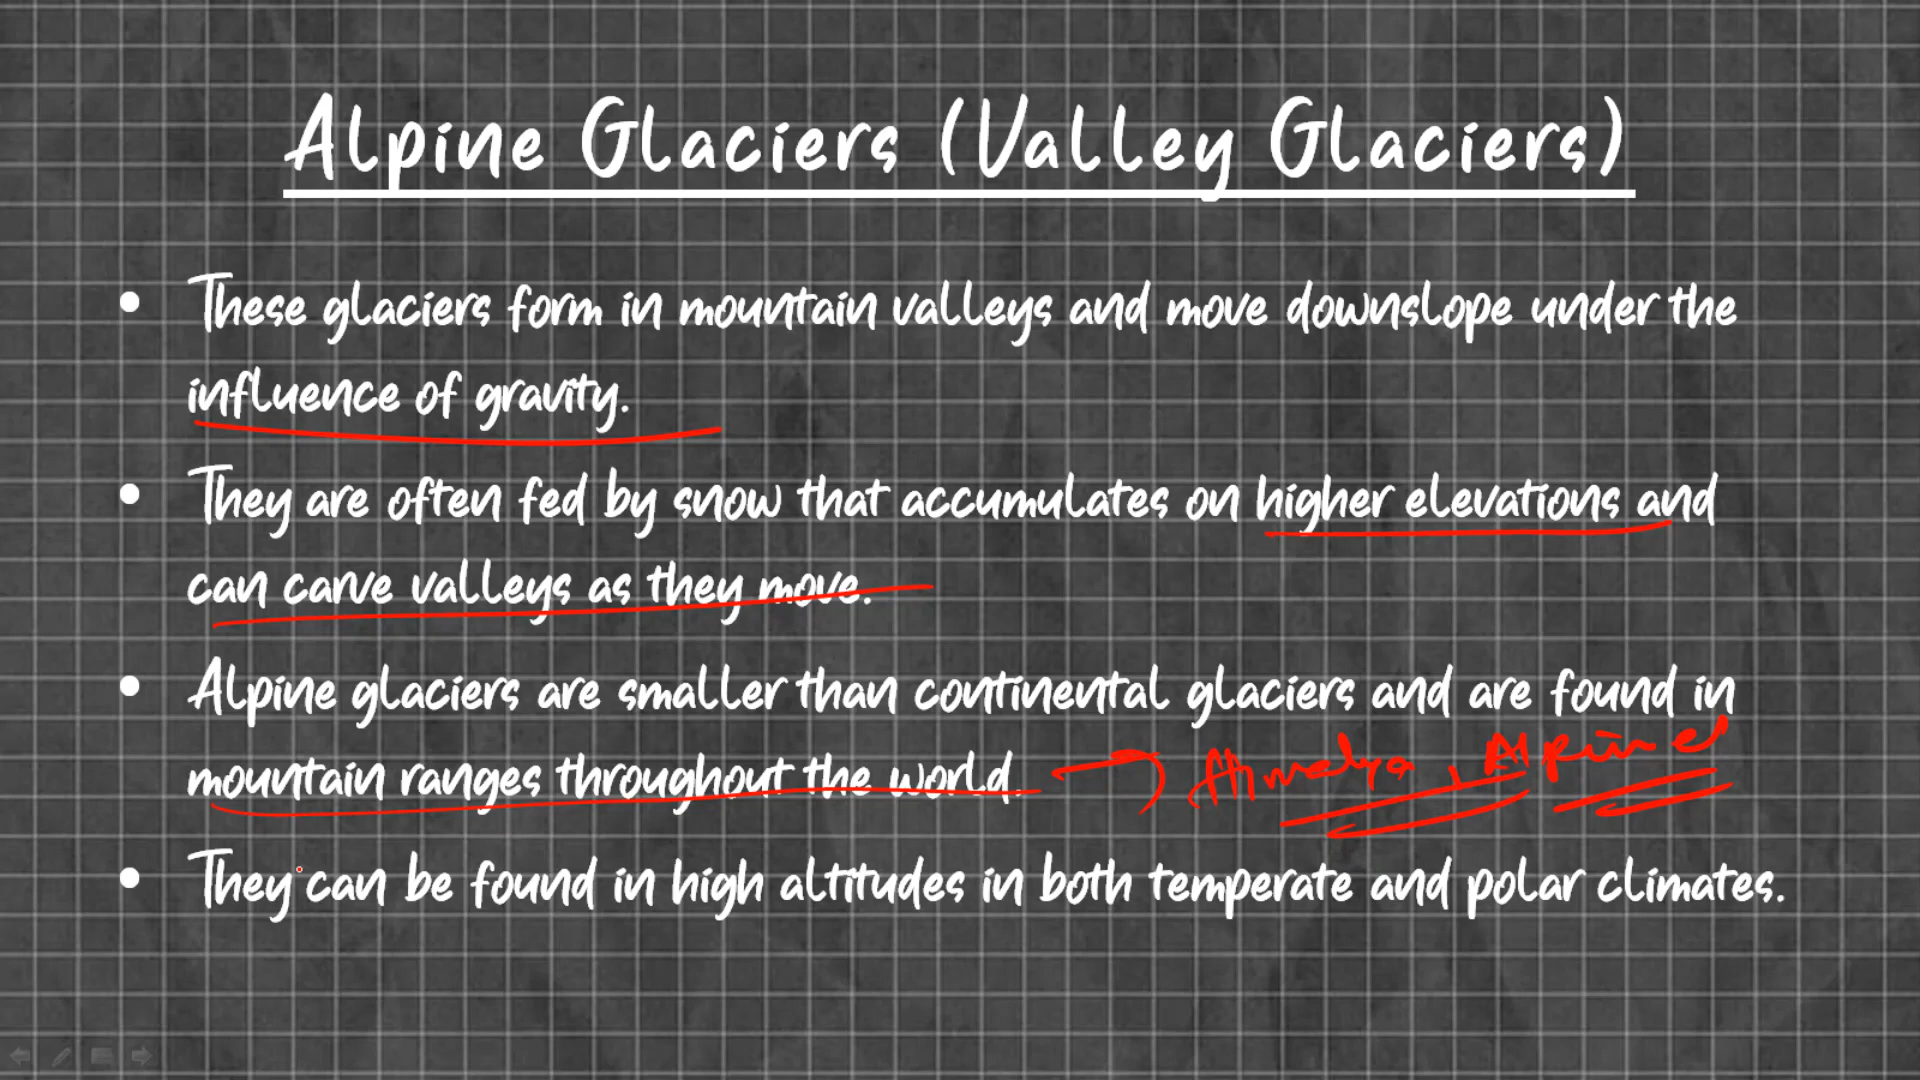 Alpine Glaciers (Valley Glaciers)
• These glaciers form in mountain valleys and move downslope under the
influence of gravity.
• They are often fed by snow that accumulates on higher elevations and
can carve valleys as they move.
• Alpine glaciers are smaller than continental glaciers and are found in
mountain ranges throughout the world.
• They can be found in high altitudes in both temperate and polar climates.